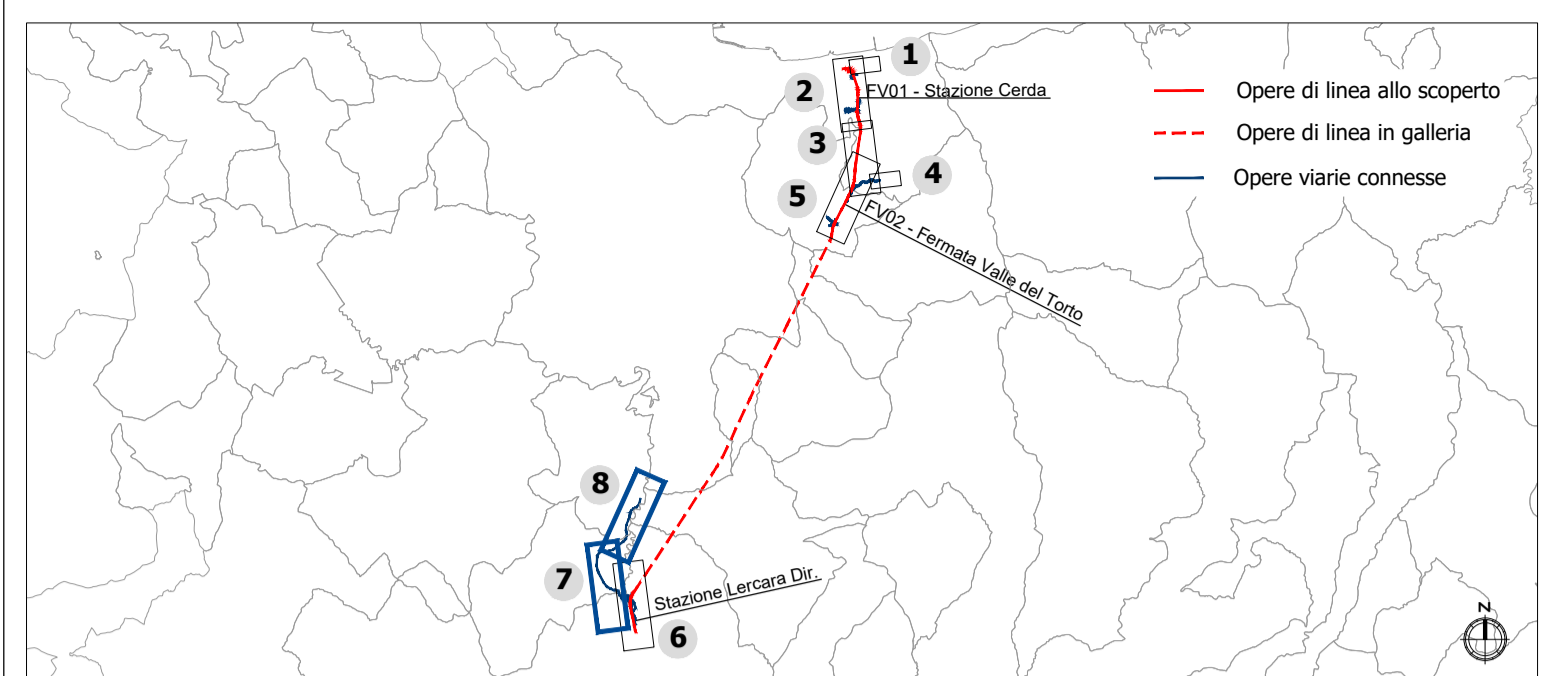 1
2
FV01 - Stazione Cerda
Opere di linea allo scoperto
Opere di linea in galleria
3
4
Opere viarie connesse
5
FV02 - Fermata Valle del Torto
8
7
Stazione Lercara Dir.
6
N